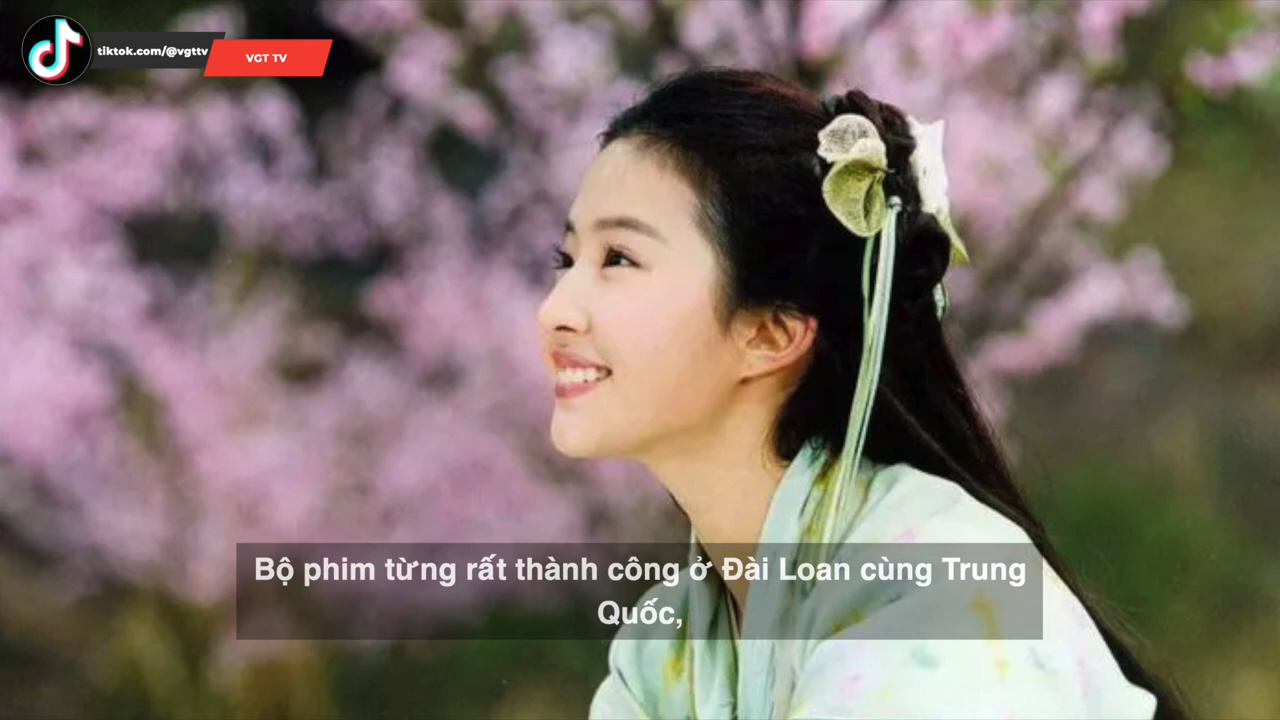 tiktok.com/@vgttv
VGT TV
Bộ phim từng rất thành công ở Đài Loan cùng Trung
Quốc,